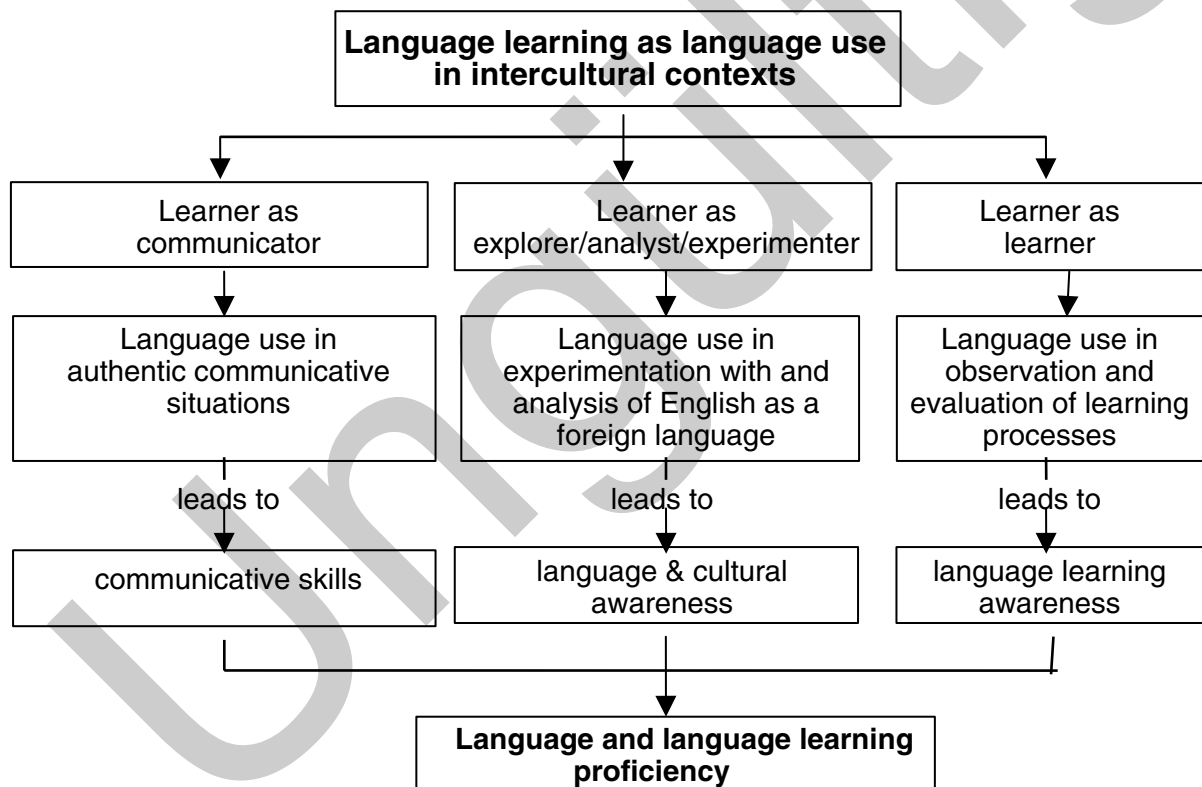 Language learning as language use
in intercultural contexts
Learner as
communicator
Learner as
explorer/analyst/experimenter
Learner as
learner
Language use in
authentic communicative
situations
Language use in
experimentation with and
analysis of English as a
foreign language
Language use in
observation and
evaluation of learning
processes
leads to
leads to
leads to
communicative skills
language & cultural
awareness
language learning
awareness
Language and language learning
proficiency
Ungülti